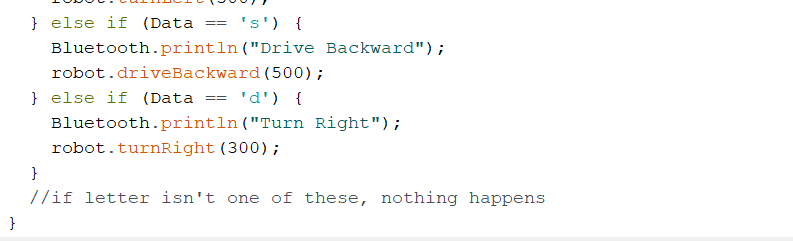 } else if (Data == 's') {
Bluetooth.println("Drive Backward");
robot.driveBackward(500);
} else if (Data == 'd') {
Bluetooth.println("Turn Right");
robot.turnRight(300);
}
//if letter isn't one of these, nothing happens
}